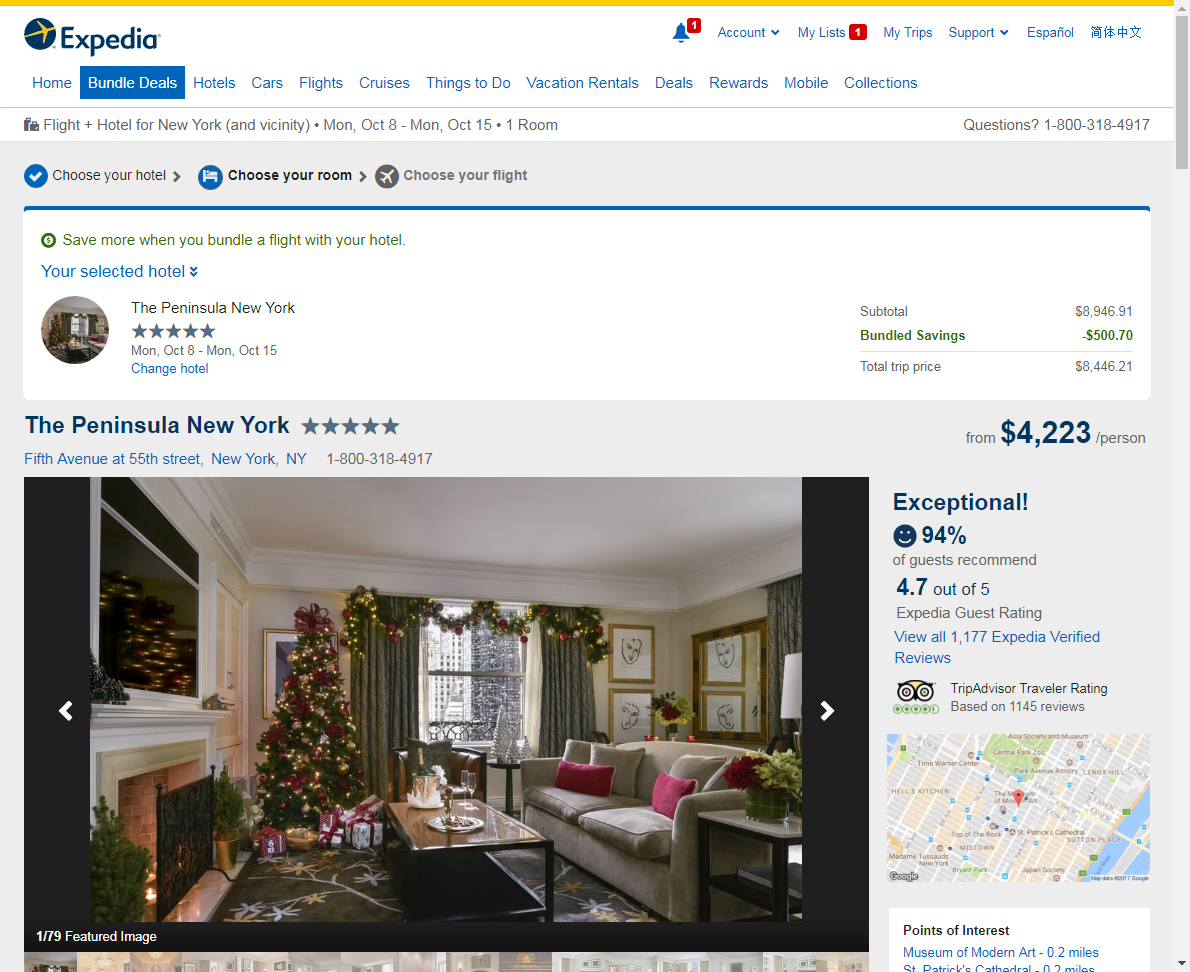 Expedia
1
Account
My Lists 1
My Trips
Support
Español
简体中文
Home
Bundle Deals
Hotels
Cars
Flights
Cruises
Things to Do
Vacation Rentals
Deals
Rewards
Mobile
Collections
Flight + Hotel for New York (and vicinity) • Mon, Oct 8 - Mon, Oct 15 • 1 Room
Questions? 1-800-318-4917
Choose your hotel
Choose your room
Choose your flight
Save more when you bundle a flight with your hotel.
Your selected hotel
The Peninsula New York
Mon, Oct 8 - Mon, Oct 15
Change hotel
Subtotal $8,946.91
Bundled Savings -$500.70
Total trip price $8,446.21
The Peninsula New York
from $4,223 /person
Fifth Avenue at 55th street, New York, NY 1-800-318-4917
1/79 Featured Image
Exceptional!
94%
of guests recommend
4.7 out of 5
Expedia Guest Rating
View all 1,177 Expedia Verified
Reviews
TripAdvisor Traveler Rating
Based on 1145 reviews
Asia Society and Museum
Central Park Zoo
Time Warner Center
Park Avenue Armory
LENOX HILL
HELL'S KITCHEN
The Museum
of Modern Art
Top of The Rock
St. Patrick's Cathedral
SUTTON PLACE
MIDTOWN
Madame Tussauds
New York
Bryant Park
Japan Society
Google
Map data ©2017 Google
Points of Interest
Museum of Modern Art - 0.2 miles
St. Patrick's Cathedral - 0.2 miles